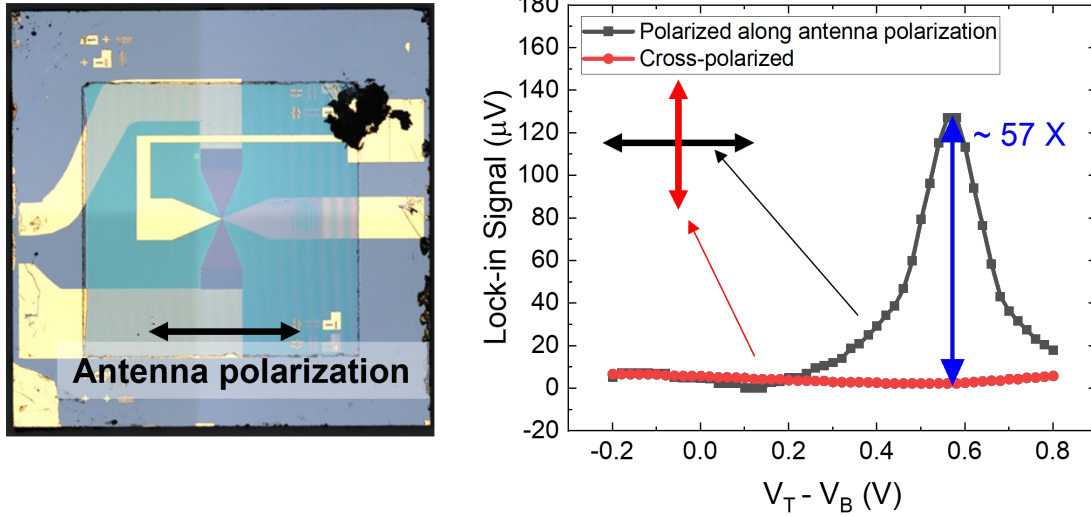 Antenna polarization
Polarized along antenna polarization
Cross-polarized
~ 57 X
Lock-in Signal (μV)
180
160
140
120
100
80
60
40
20
0
-20
-0.2
0.0
0.2
0.4
0.6
0.8
V_T - V_B (V)